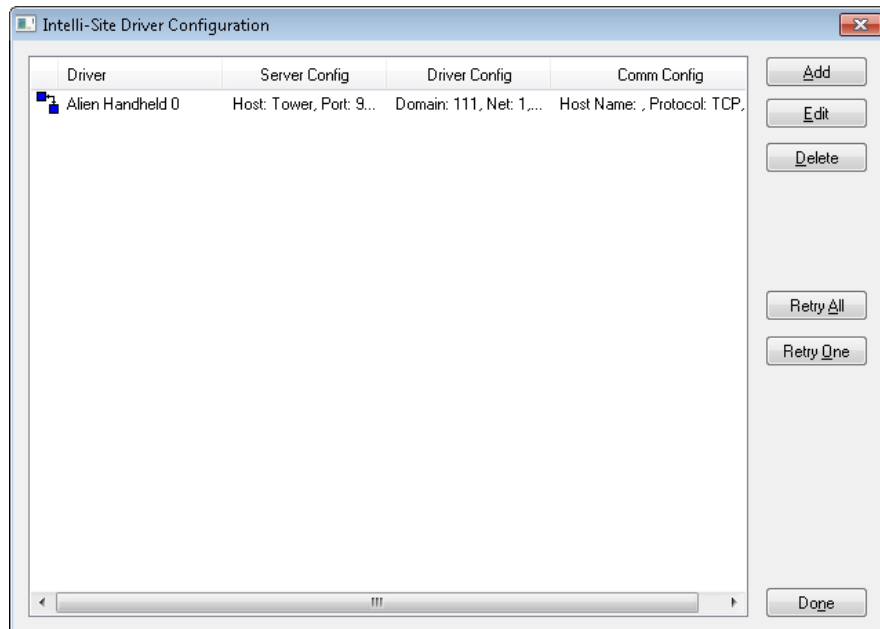 Intelli-Site Driver Configuration
Driver Server Config Driver Config Comm Config
Alien Handheld 0 Host: Tower, Port: 9... Domain: 111, Net: 1,... Host Name: , Protocol: TCP,
Add
Edit
Delete
Retry All
Retry One
Done